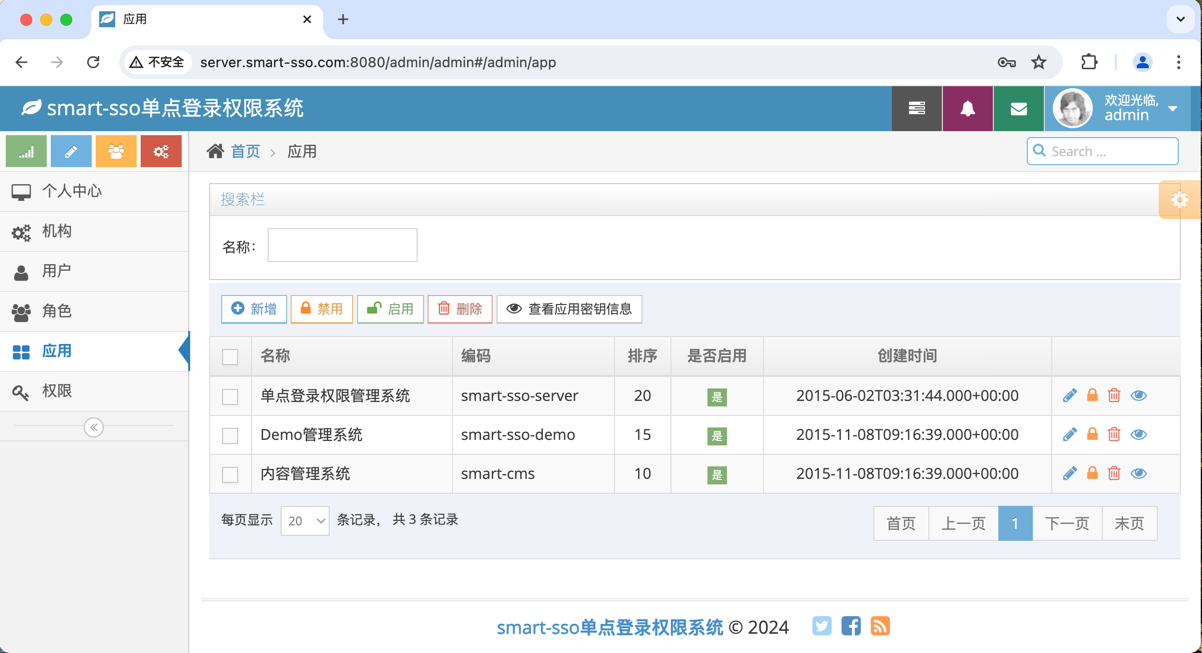 应用
不安全 server.smart-sso.com:8080/admin/admin#/admin/app
smart-sso单点登录权限系统
欢迎光临,
admin
首页 › 应用
Search ...
个人中心
机构
用户
角色
应用
权限
搜索栏
名称：
新增 禁用 启用 删除 查看应用密钥信息
名称 编码 排序 是否启用 创建时间
单点登录权限管理系统 smart-sso-server 20 是 2015-06-02T03:31:44.000+00:00
Demo管理系统 smart-sso-demo 15 是 2015-11-08T09:16:39.000+00:00
内容管理系统 smart-cms 10 是 2015-11-08T09:16:39.000+00:00
每页显示 20 条记录， 共 3 条记录
首页 上一页 1 下一页 末页
smart-sso单点登录权限系统 © 2024